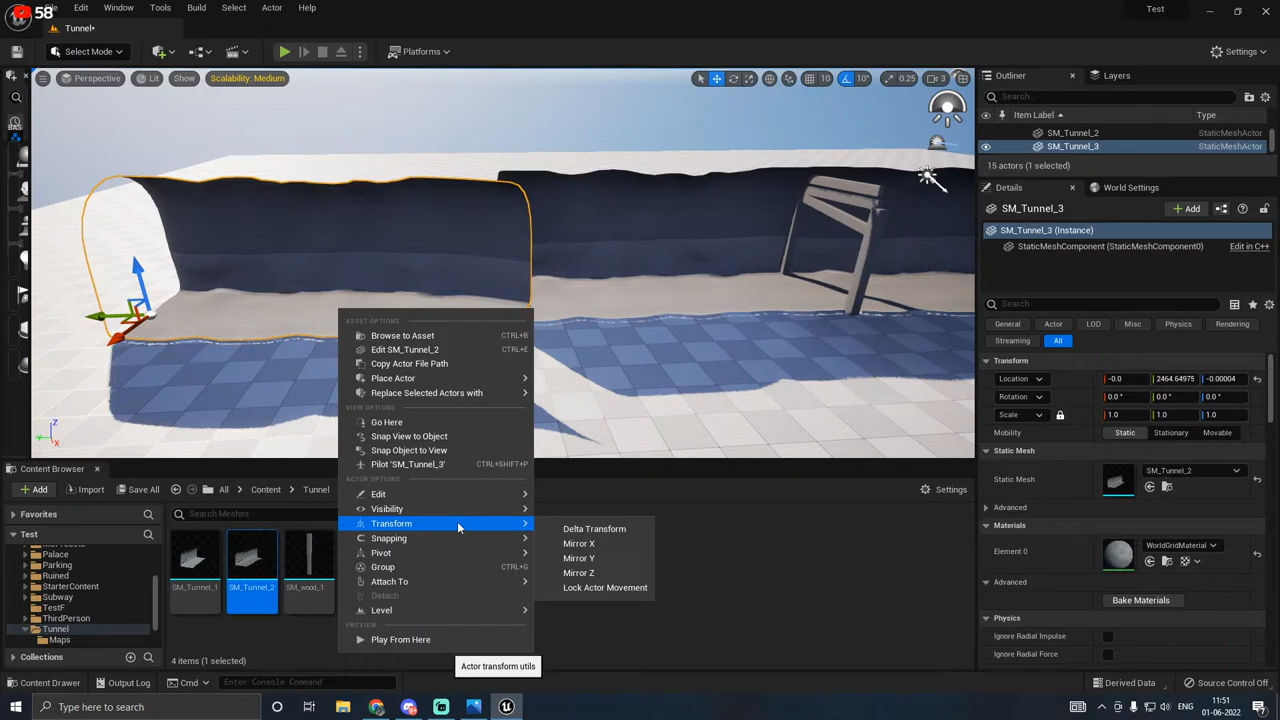 58
Edit
Window
Tools
Build
Select
Actor
Help
Test
Tunnel*
Select Mode
Platforms
Settings
Perspective
Lit
Show
Scalability: Medium
10
10°
0.25
3
Outliner
Layers
Search...
Item Label
Type
BAS
SM_Tunnel_2
StaticMeshActor
SM_Tunnel_3
StaticMeshActor
15 actors (1 selected)
Details
World Settings
SM_Tunnel_3
Add
SM_Tunnel_3 (Instance)
StaticMeshComponent (StaticMeshComponent0)
Edit in C++
Search
General
Actor
LOD
Misc
Physics
Rendering
Streaming
All
Transform
Location
-0.0
2464.64975
-0.00004
Rotation
0.0 °
0.0 °
0.0 °
Scale
1.0
1.0
1.0
Mobility
Static
Stationary
Movable
Static Mesh
Static Mesh
SM_Tunnel_2
Advanced
Materials
Element 0
WorldGridMaterial
Advanced
Bake Materials
Physics
Ignore Radial Impulse
Ignore Radial Force
ASSET OPTIONS
Browse to Asset CTRL+B
Edit SM_Tunnel_2 CTRL+E
Copy Actor File Path
Place Actor
Replace Selected Actors with
VIEW OPTIONS
Go Here
Snap View to Object
Snap Object to View
Pilot 'SM_Tunnel_3' CTRL+SHIFT+P
ACTOR OPTIONS
Edit
Visibility
Transform
Snapping
Pivot
Group CTRL+G
Attach To
Detach
Level
PREVIEW
Play From Here
Delta Transform
Mirror X
Mirror Y
Mirror Z
Lock Actor Movement
Actor transform utils
z
Y
X
Content Browser
Add
Import
Save All
All
Content
Tunnel
Settings
Favorites
Search Meshes
Test
Palace
Parking
Ruined
StarterContent
Subway
TestF
ThirdPerson
Tunnel
Maps
Collections
SM_Tunnel_1
SM_Tunnel_2
SM_wood_1
4 items (1 selected)
Content Drawer
Output Log
Cmd
Enter Console Command
Derived Data
Source Control Off
Type here to search
ENG
11:51
01-06-2022